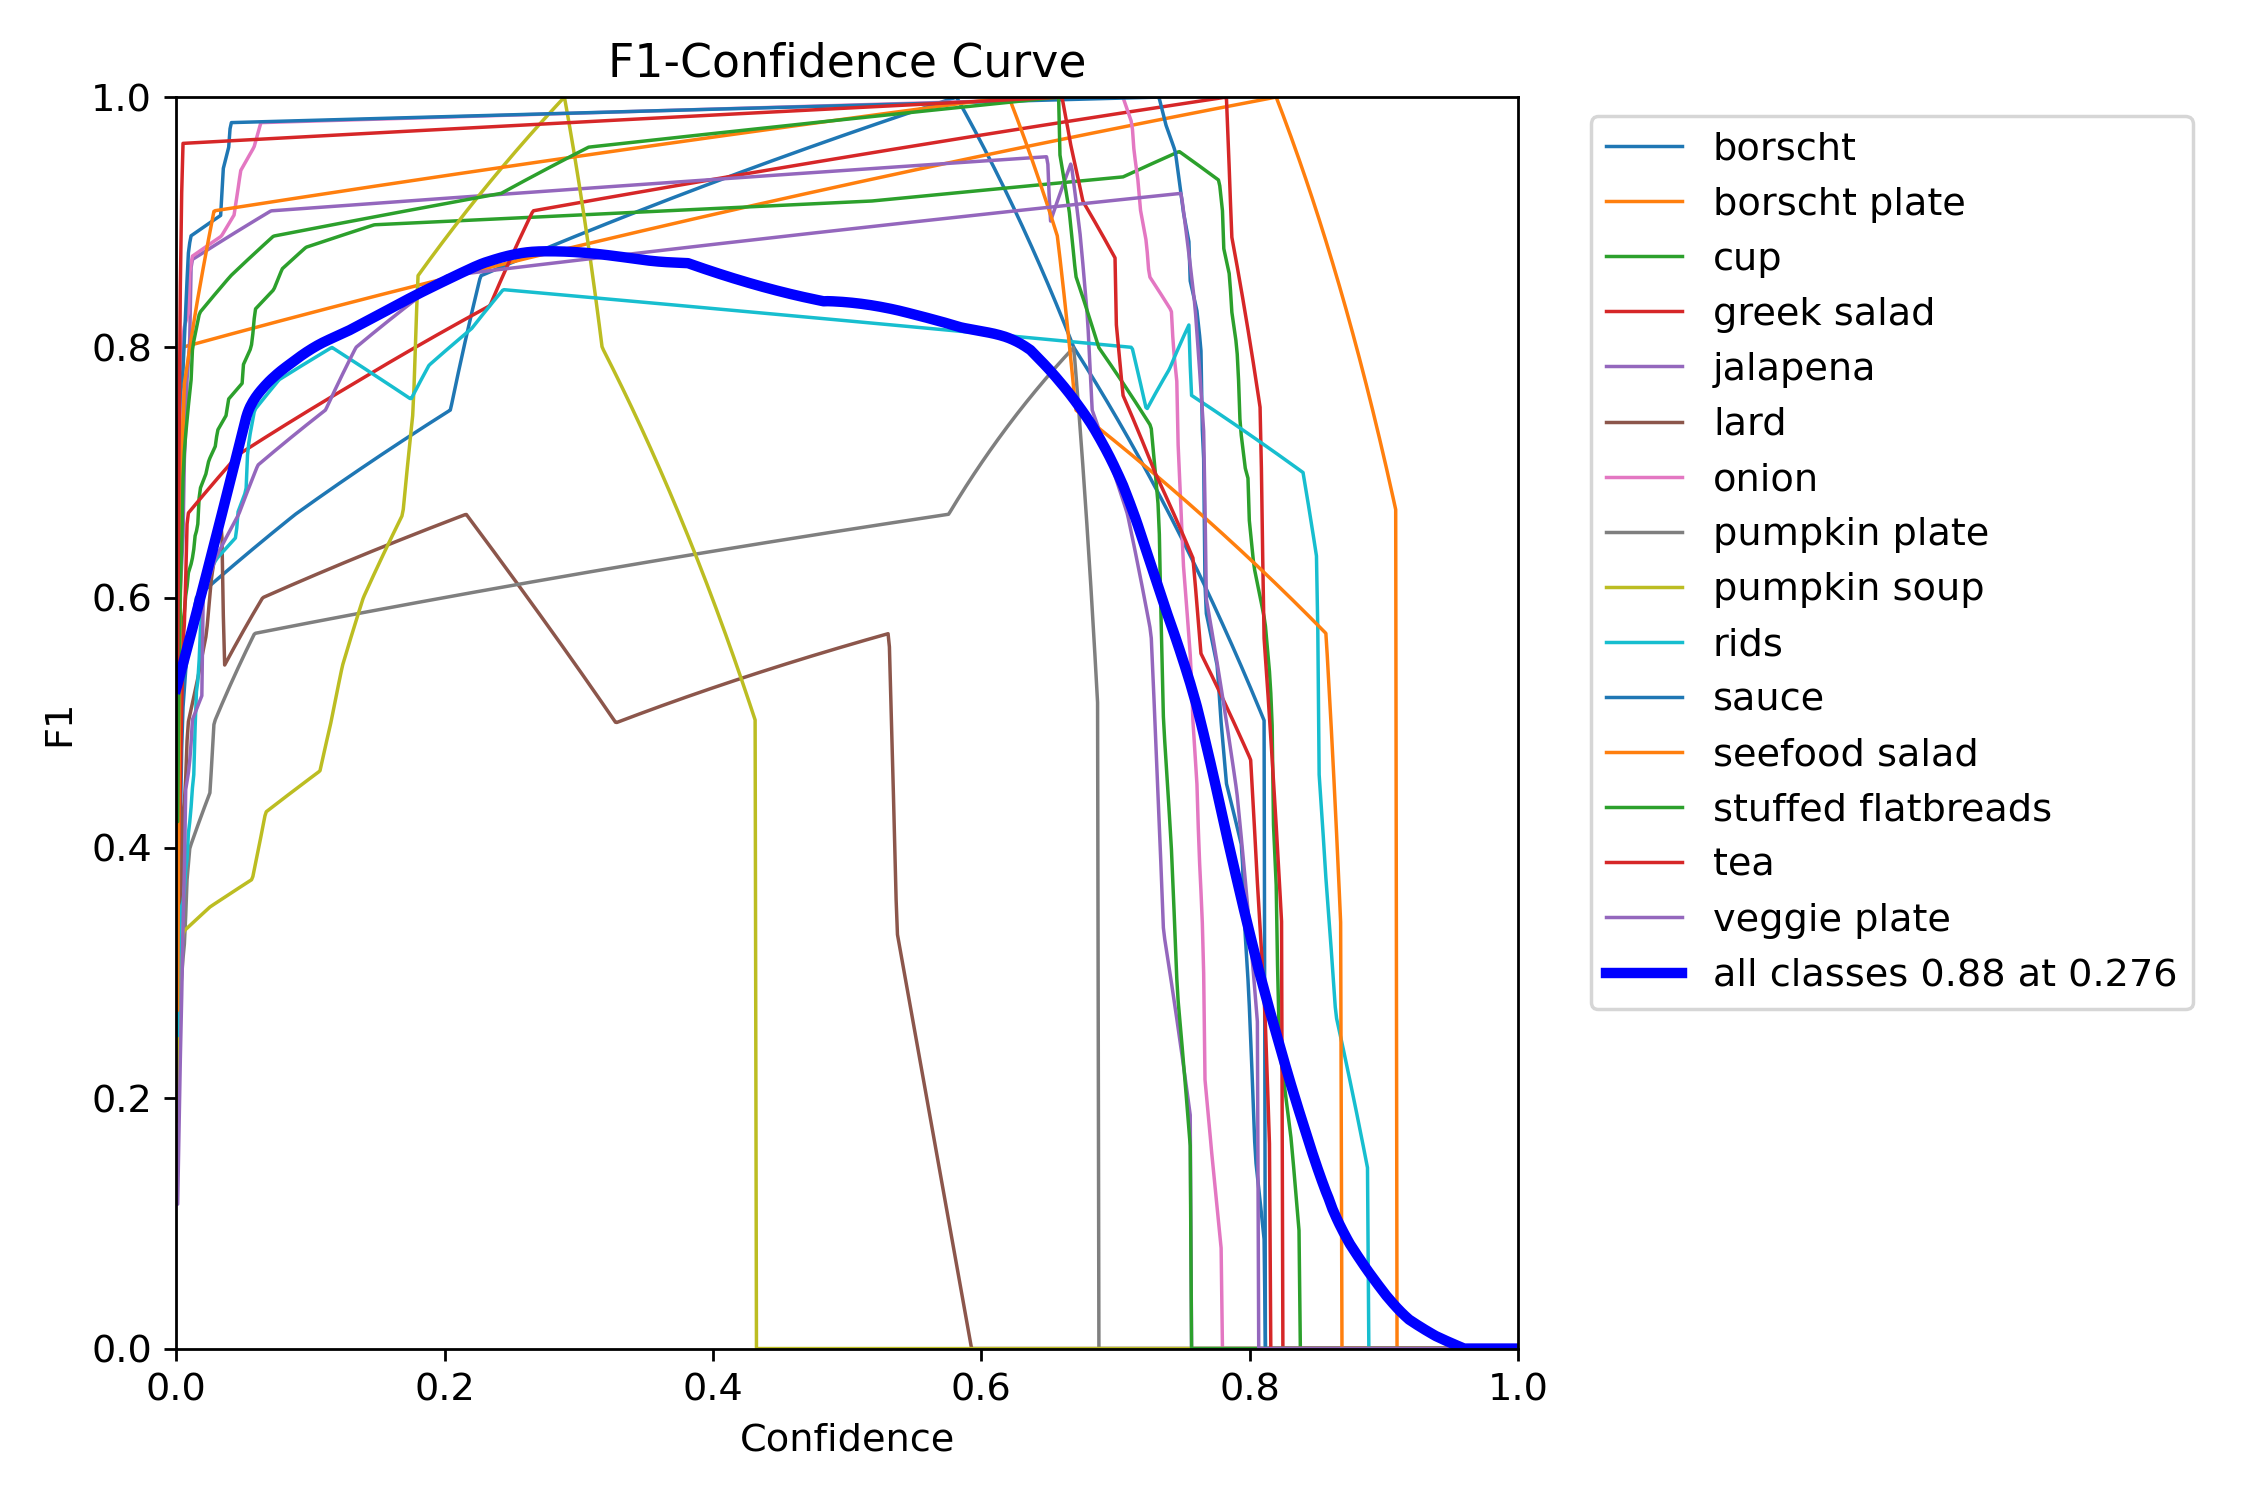 F1-Confidence Curve
1.0
0.8
0.6
0.4
0.2
0.0
F1
0.0 0.2 0.4 0.6 0.8 1.0
Confidence
borscht
borscht plate
cup
greek salad
jalapena
lard
onion
pumpkin plate
pumpkin soup
rids
sauce
seefood salad
stuffed flatbreads
tea
veggie plate
all classes 0.88 at 0.276